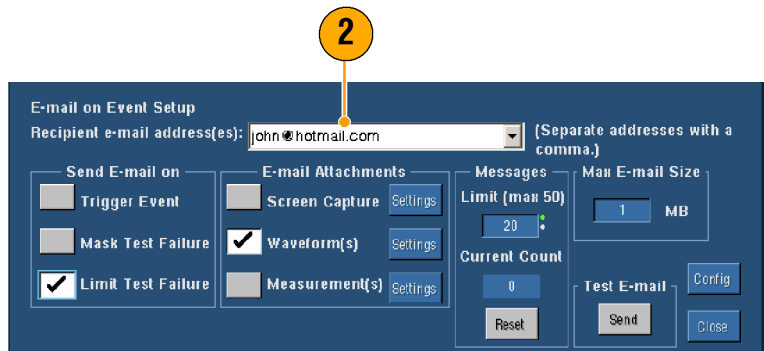 2
E-mail on Event Setup
Recipient e-mail address(es): john@hotmail.com (Separate addresses with a comma.)
Send E-mail on
Trigger Event
Mask Test Failure
Limit Test Failure
E-mail Attachments
Screen Capture Settings
Waveform(s) Settings
Measurement(s) Settings
Messages
Limit (max 50)
20
Current Count
0
Reset
Max E-mail Size
1 MB
Test E-mail
Send
Config
Close